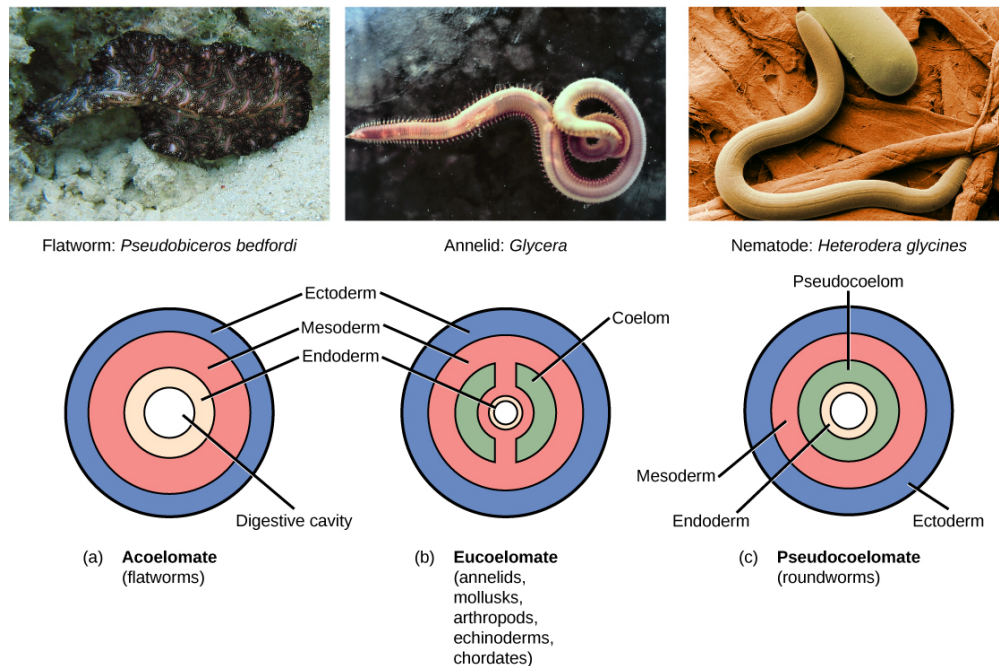 Flatworm: Pseudobiceros bedfordi
Annelid: Glycera
Nematode: Heterodera glycines
Ectoderm
Mesoderm
Endoderm
Digestive cavity
Coelom
Pseudocoelom
Mesoderm
Endoderm
Ectoderm
(a) Acoelomate
(flatworms)
(b) Eucoelomate
(annelids,
mollusks,
arthropods,
echinoderms,
chordates)
(c) Pseudocoelomate
(roundworms)